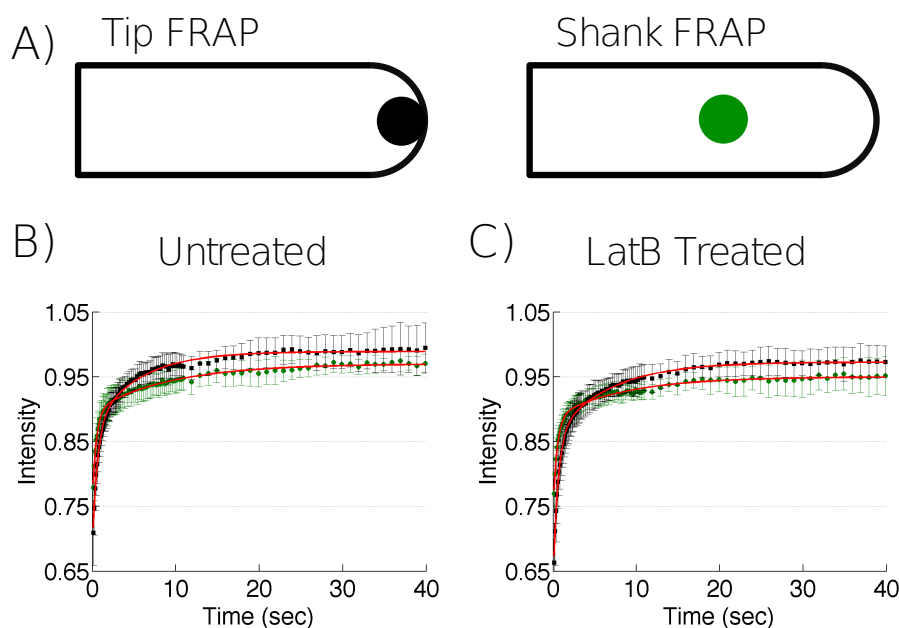 A) Tip FRAP Shank FRAP
B) Untreated C) LatB Treated
1.05 1.05
0.95 0.95
0.85 0.85
Intensity Intensity
0.75 0.75
0.65 0.65
0 10 20 30 40 0 10 20 30 40
Time (sec) Time (sec)